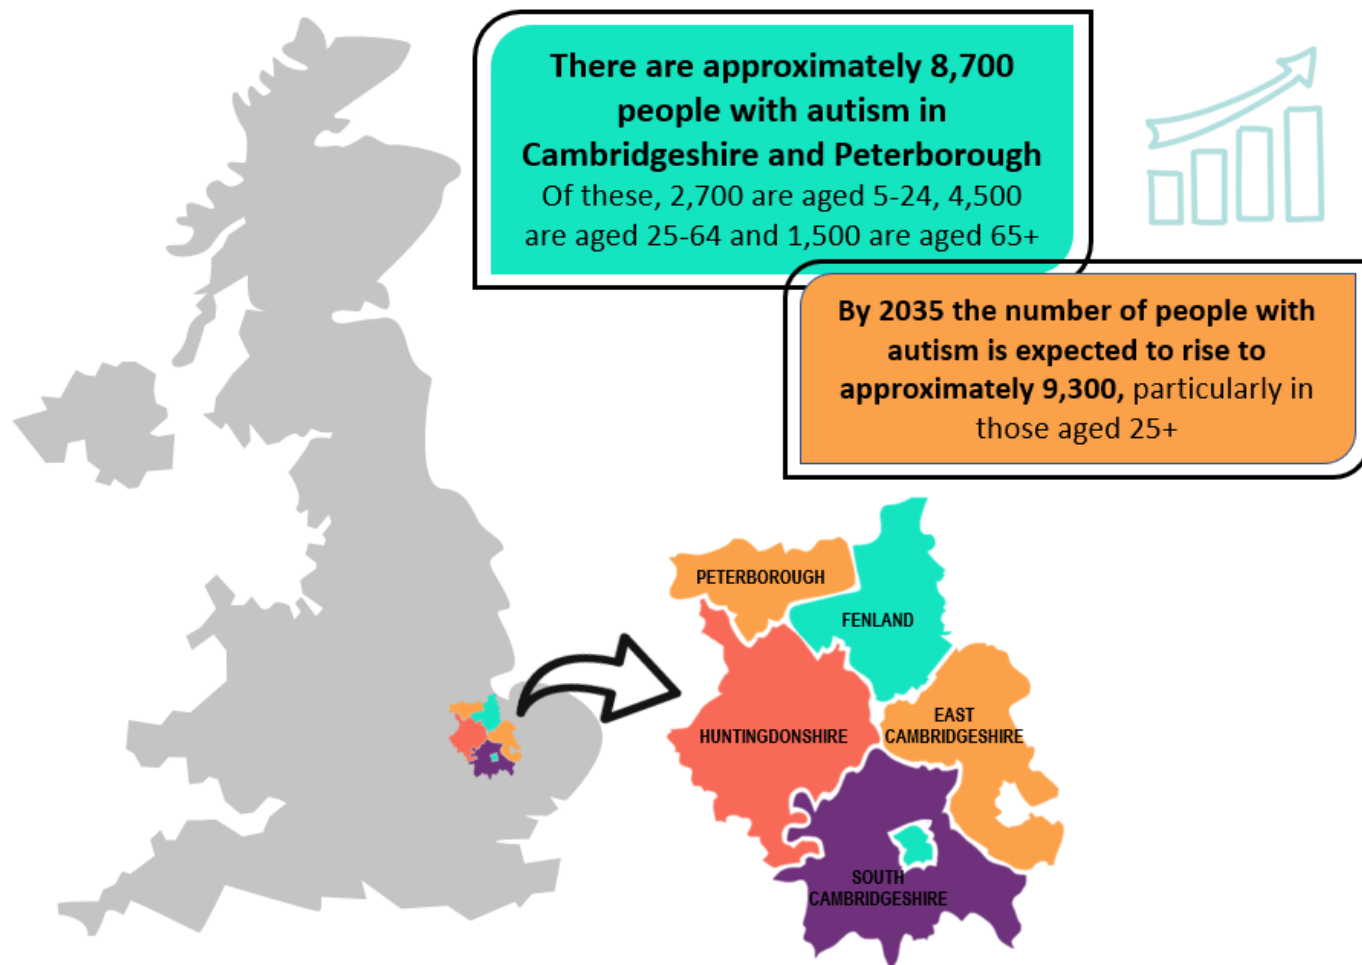 There are approximately 8,700
people with autism in
Cambridgeshire and Peterborough
Of these, 2,700 are aged 5-24, 4,500
are aged 25-64 and 1,500 are aged 65+
By 2035 the number of people with
autism is expected to rise to
approximately 9,300, particularly in
those aged 25+
PETERBOROUGH
FENLAND
HUNTINGDONSHIRE
EAST
CAMBRIDGESHIRE
SOUTH
CAMBRIDGESHIRE